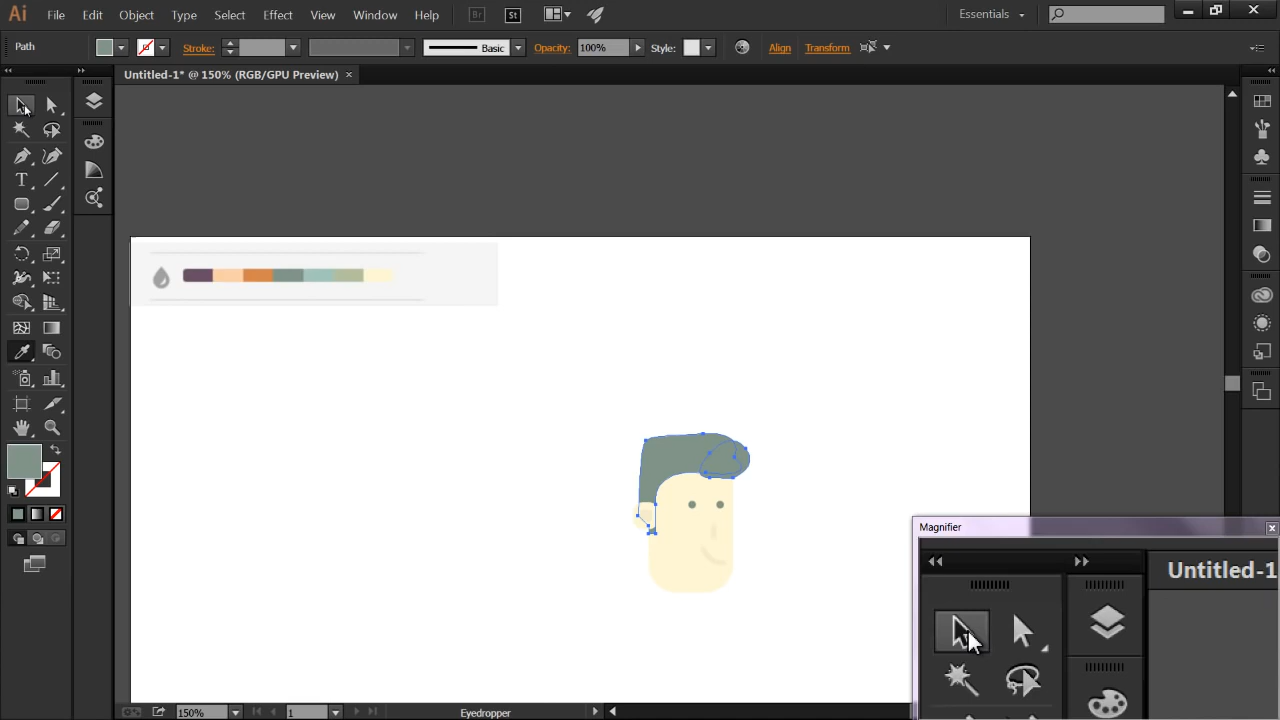 Ai File Edit Object Type Select Effect View Window Help Br St Essentials
Path Stroke: Basic Opacity: 100% Style: Align Transform
Untitled-1* @ 150% (RGB/GPU Preview) ×
T
Magnifier
Untitled-1
150% 1 Eyedropper